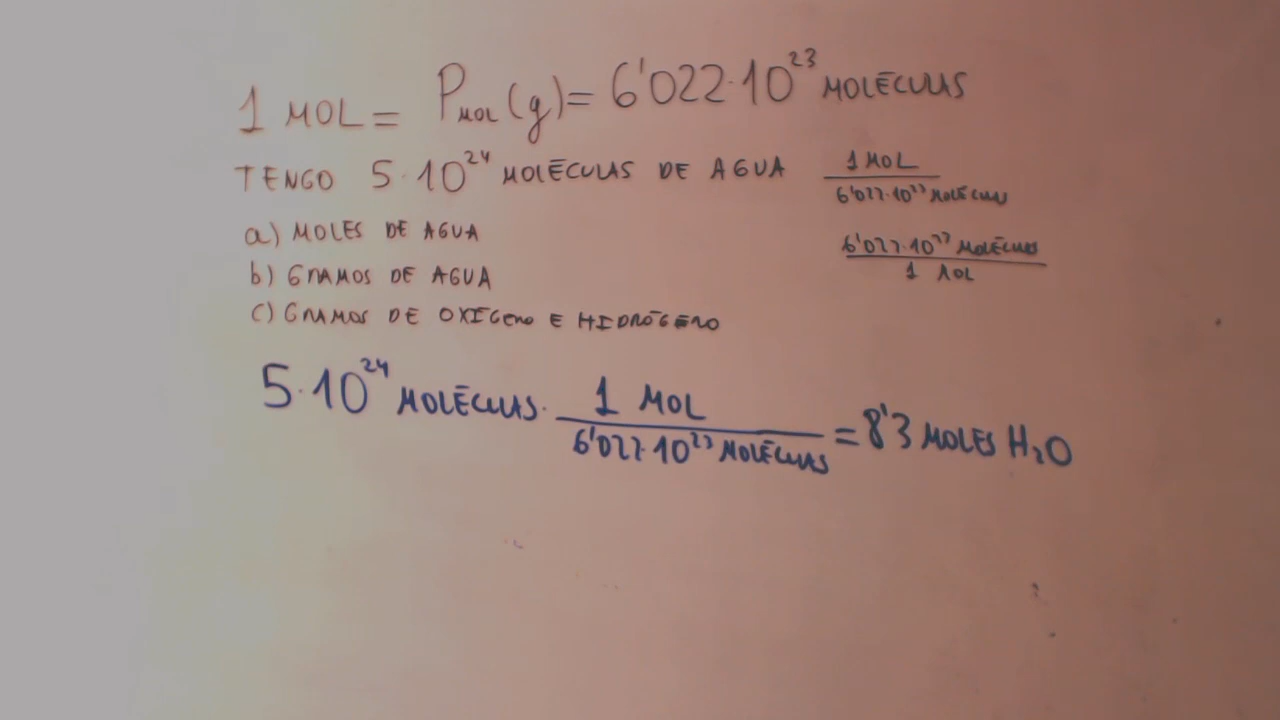 1 MOL = Pmol (g) = 6'022·10²³ MOLÉCULAS
TENGO 5·10²⁴ MOLÉCULAS DE AGUA
1 MOL
6'022·10²³ MOLÉCULAS
a) MOLES DE AGUA
6'022·10²³ MOLÉCULAS
1 MOL
b) GRAMOS DE AGUA
c) GRAMOS DE OXÍGENO E HIDRÓGENO
5·10²⁴ MOLÉCULAS · 1 MOL / 6'022·10²³ MOLÉCULAS = 8'3 MOLES H₂O